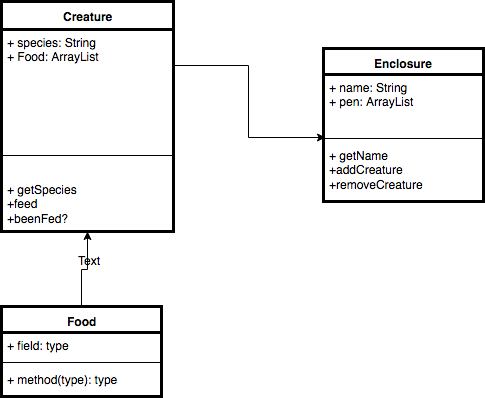 Creature
+ species: String
+ Food: ArrayList
+ getSpecies
+feed
+beenFed?
Enclosure
+ name: String
+ pen: ArrayList
+ getName
+addCreature
+removeCreature
Text
Food
+ field: type
+ method(type): type